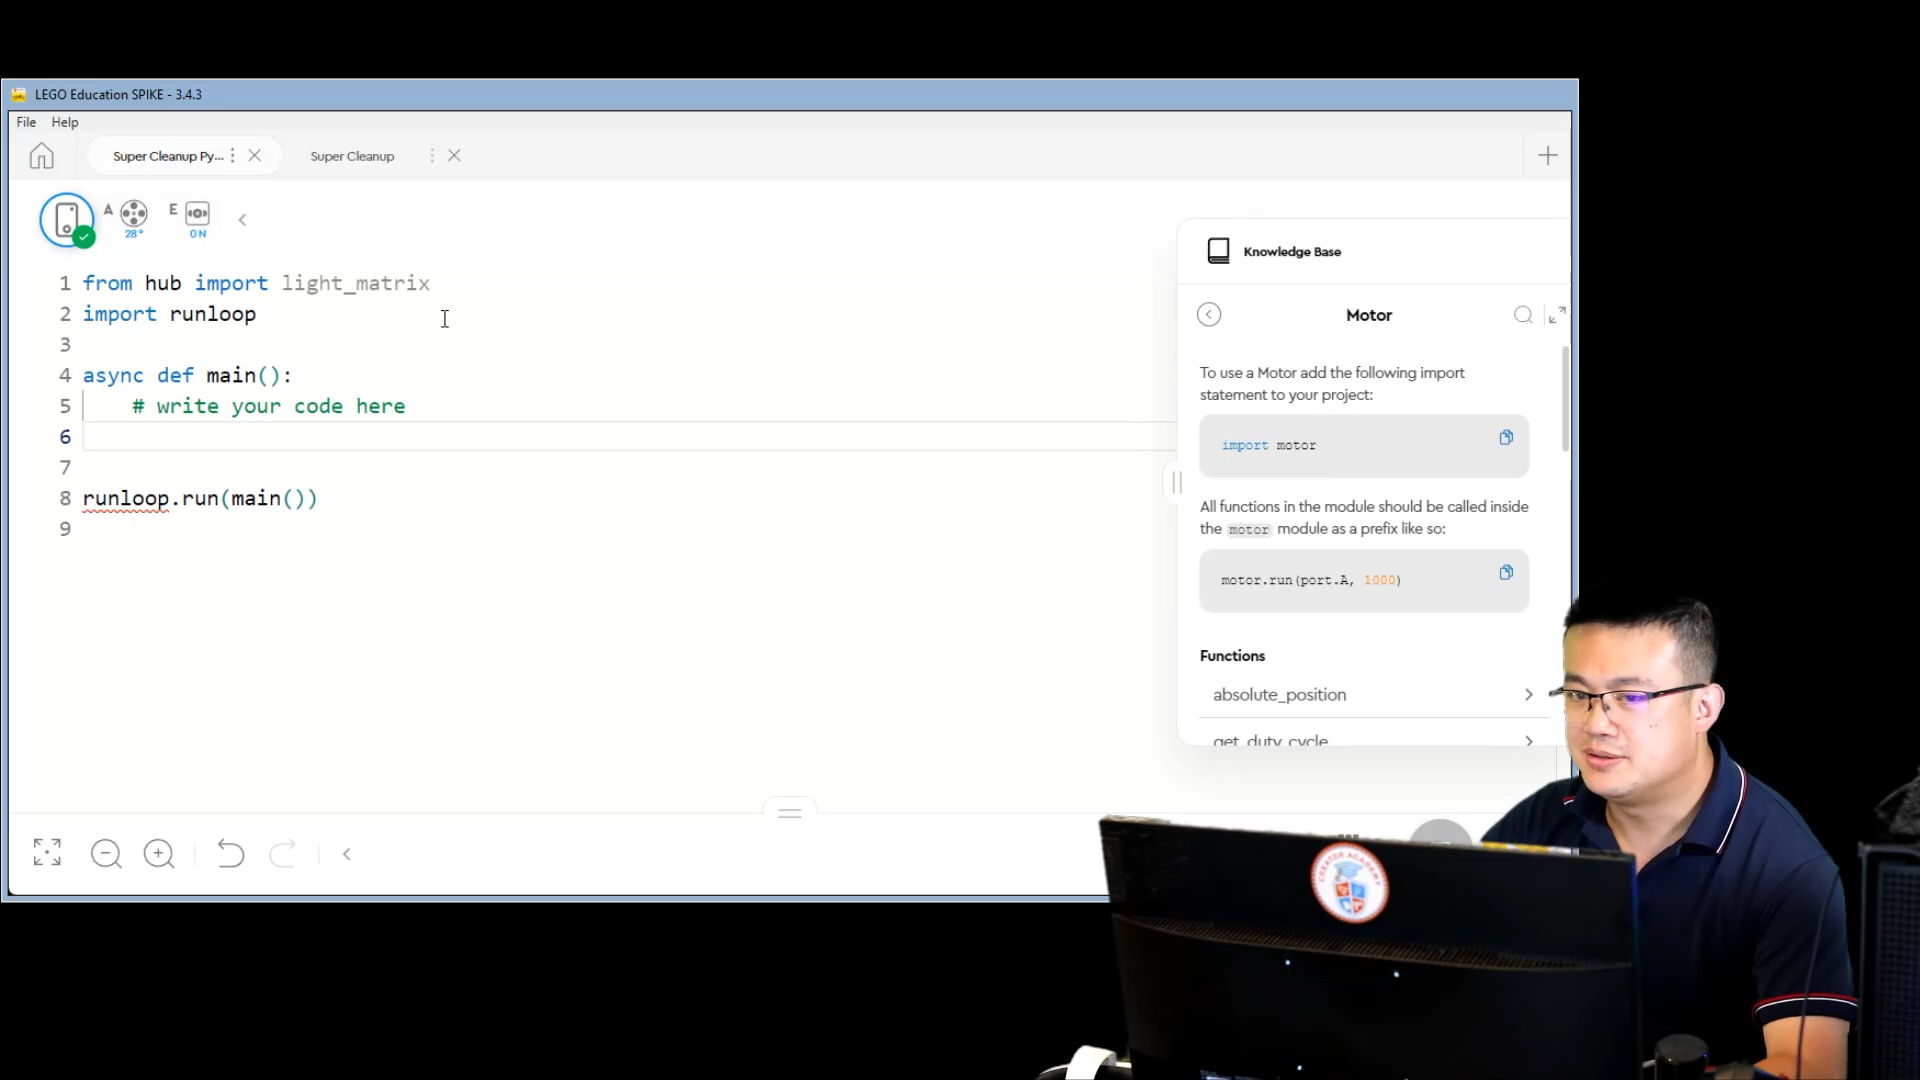 LEGO Education SPIKE - 3.4.3
File Help
Super Cleanup Py...
Super Cleanup
A
28°
E
ON
1 from hub import light_matrix
2 import runloop
3
4 async def main():
5 # write your code here
6
7
8 runloop.run(main())
9
Knowledge Base
Motor
To use a Motor add the following import
statement to your project:
import motor
All functions in the module should be called inside
the motor module as a prefix like so:
motor.run(port.A, 1000)
Functions
absolute_position
get_duty_cycle
CREATOR ACADEMY